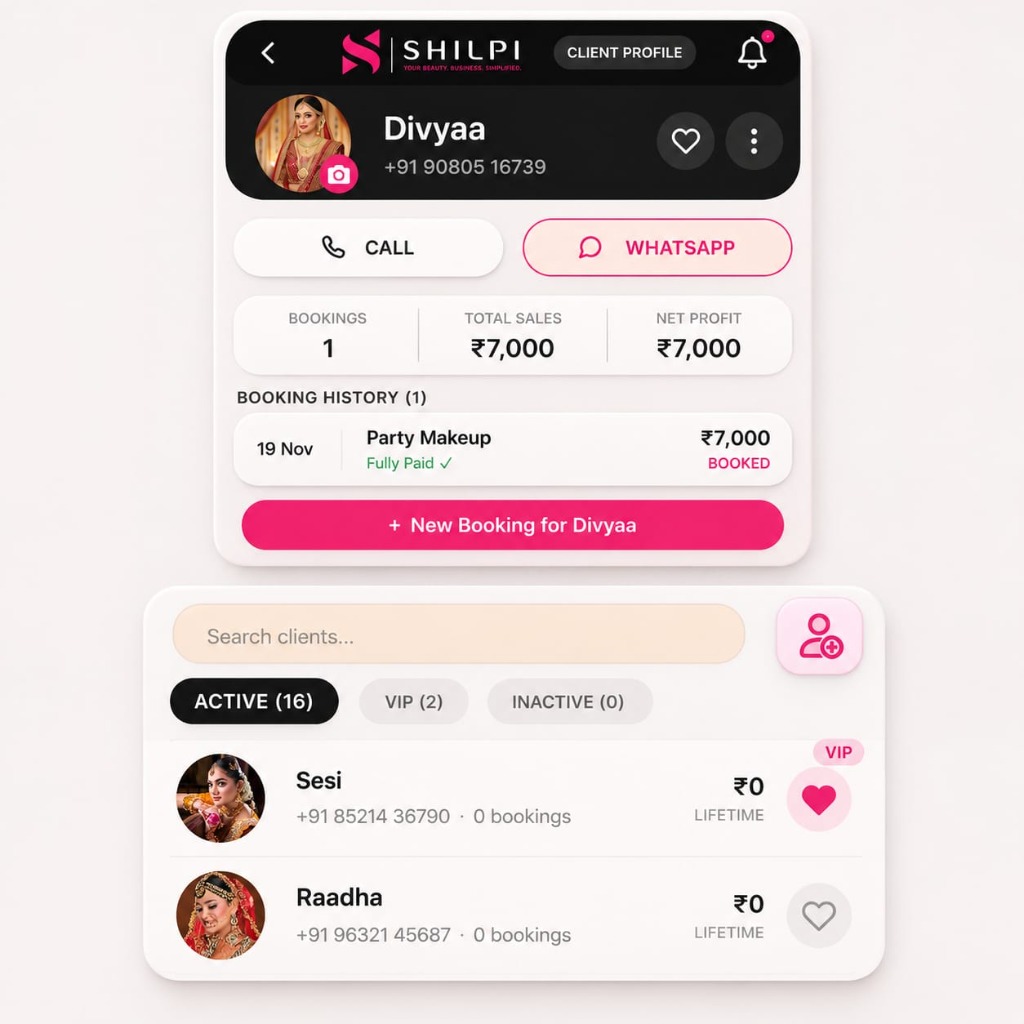 SHILPI
YOUR BEAUTY. BUSINESS. SIMPLIFIED.
CLIENT PROFILE
Divyaa
+91 90805 16739
CALL
WHATSAPP
BOOKINGS
1
TOTAL SALES
₹7,000
NET PROFIT
₹7,000
BOOKING HISTORY (1)
19 Nov
Party Makeup
Fully Paid ✓
₹7,000
BOOKED
+ New Booking for Divyaa
Search clients...
ACTIVE (16)
VIP (2)
INACTIVE (0)
Sesi
+91 85214 36790 · 0 bookings
₹0
LIFETIME
VIP
Raadha
+91 96321 45687 · 0 bookings
₹0
LIFETIME